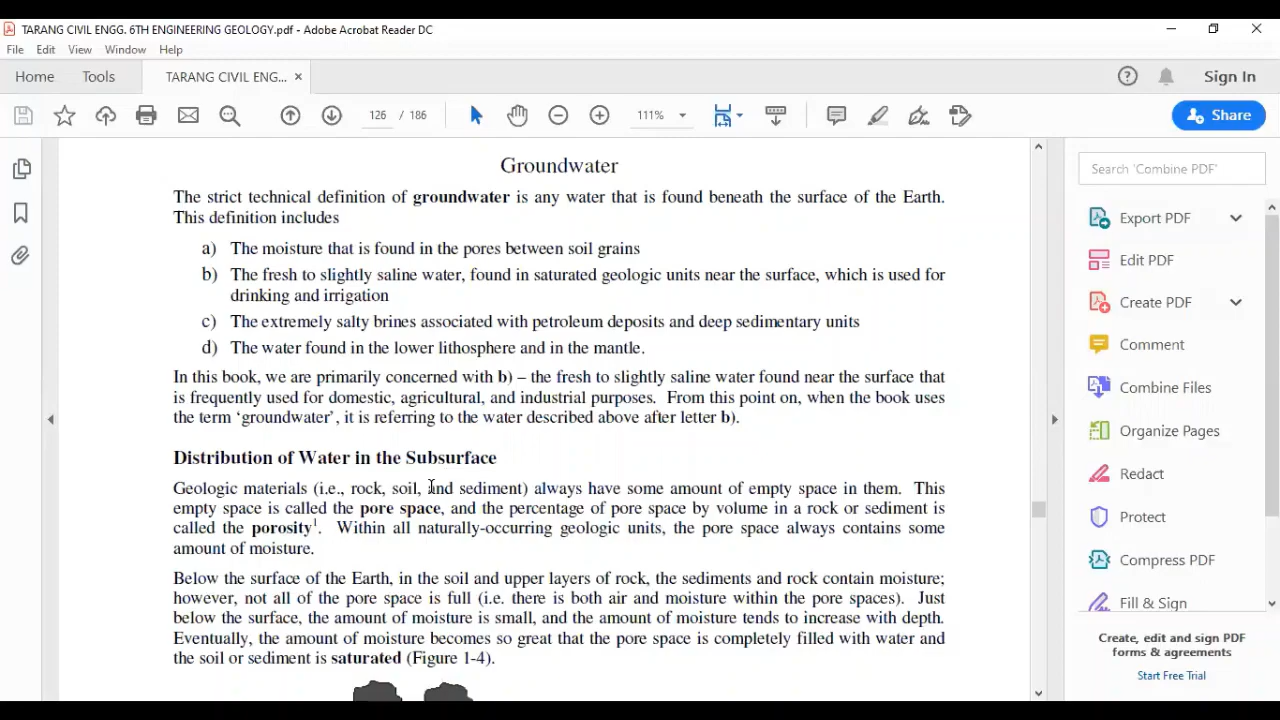 TARANG CIVIL ENGG. 6TH ENGINEERING GEOLOGY.pdf - Adobe Acrobat Reader DC
File Edit View Window Help
Home Tools TARANG CIVIL ENG... × Sign In
126 / 186 111% Share
Groundwater
The strict technical definition of groundwater is any water that is found beneath the surface of the Earth.
This definition includes
a) The moisture that is found in the pores between soil grains
b) The fresh to slightly saline water, found in saturated geologic units near the surface, which is used for
drinking and irrigation
c) The extremely salty brines associated with petroleum deposits and deep sedimentary units
d) The water found in the lower lithosphere and in the mantle.
In this book, we are primarily concerned with b) – the fresh to slightly saline water found near the surface that
is frequently used for domestic, agricultural, and industrial purposes. From this point on, when the book uses
the term ‘groundwater’, it is referring to the water described above after letter b).
Distribution of Water in the Subsurface
Geologic materials (i.e., rock, soil, and sediment) always have some amount of empty space in them. This
empty space is called the pore space, and the percentage of pore space by volume in a rock or sediment is
called the porosity¹. Within all naturally-occurring geologic units, the pore space always contains some
amount of moisture.
Below the surface of the Earth, in the soil and upper layers of rock, the sediments and rock contain moisture;
however, not all of the pore space is full (i.e. there is both air and moisture within the pore spaces). Just
below the surface, the amount of moisture is small, and the amount of moisture tends to increase with depth.
Eventually, the amount of moisture becomes so great that the pore space is completely filled with water and
the soil or sediment is saturated (Figure 1-4).
Search 'Combine PDF'
Export PDF
Edit PDF
Create PDF
Comment
Combine Files
Organize Pages
Redact
Protect
Compress PDF
Fill & Sign
Create, edit and sign PDF
forms & agreements
Start Free Trial